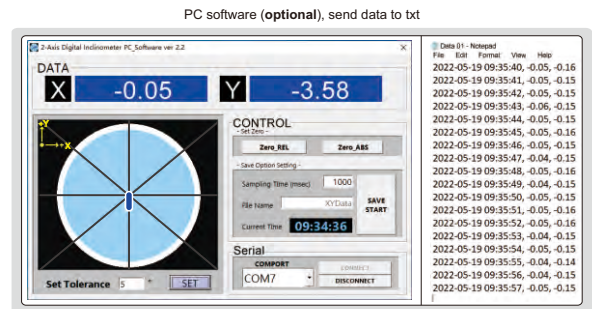 PC software (optional), send data to txt
2-Axis Digital Inclinometer PC_Software ver 2.2
DATA
X -0.05 Y -3.58
+Y
+X
CONTROL
- Set Zero -
Zero_REL Zero_ABS
- Save Option Setting -
Sampling Time (msec) 1000
File Name XYData
SAVE START
Current Time 09:34:36
Serial
COMPORT
COM7
CONNECT
DISCONNECT
Set Tolerance 5 ° SET
Data 01 - Notepad
File Edit Format View Help
2022-05-19 09:35:40, -0.05, -0.16
2022-05-19 09:35:41, -0.05, -0.15
2022-05-19 09:35:42, -0.05, -0.15
2022-05-19 09:35:43, -0.06, -0.15
2022-05-19 09:35:44, -0.05, -0.15
2022-05-19 09:35:45, -0.05, -0.16
2022-05-19 09:35:46, -0.05, -0.15
2022-05-19 09:35:47, -0.04, -0.15
2022-05-19 09:35:48, -0.05, -0.16
2022-05-19 09:35:49, -0.04, -0.15
2022-05-19 09:35:50, -0.05, -0.15
2022-05-19 09:35:51, -0.05, -0.16
2022-05-19 09:35:52, -0.05, -0.16
2022-05-19 09:35:53, -0.04, -0.15
2022-05-19 09:35:54, -0.05, -0.15
2022-05-19 09:35:55, -0.04, -0.14
2022-05-19 09:35:56, -0.04, -0.15
2022-05-19 09:35:57, -0.05, -0.15